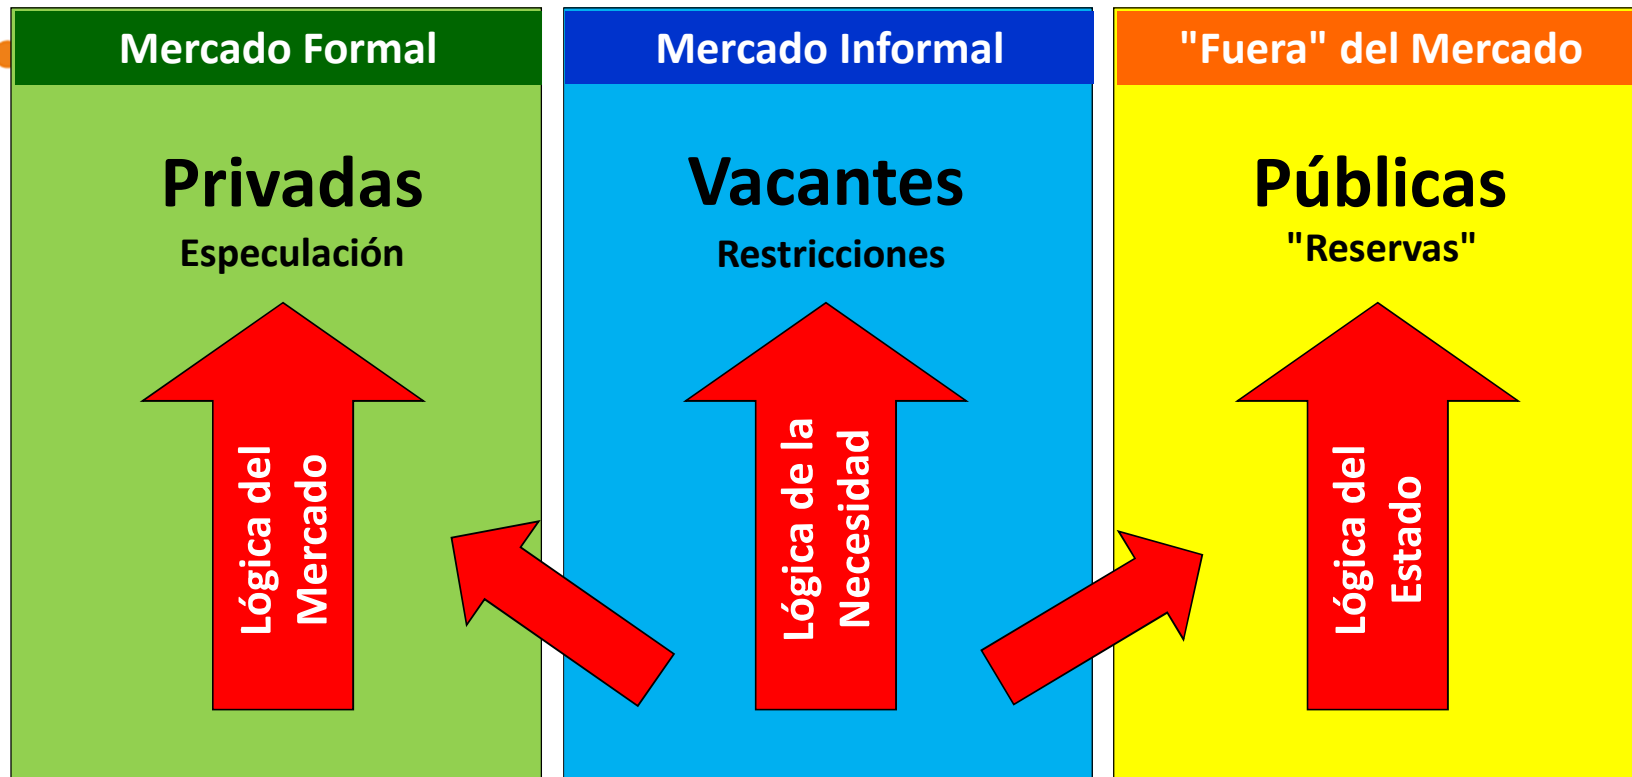 Mercado Formal
Privadas
Especulación
Lógica del
Mercado
Mercado Informal
Vacantes
Restricciones
Lógica de la
Necesidad
"Fuera" del Mercado
Públicas
"Reservas"
Lógica del
Estado